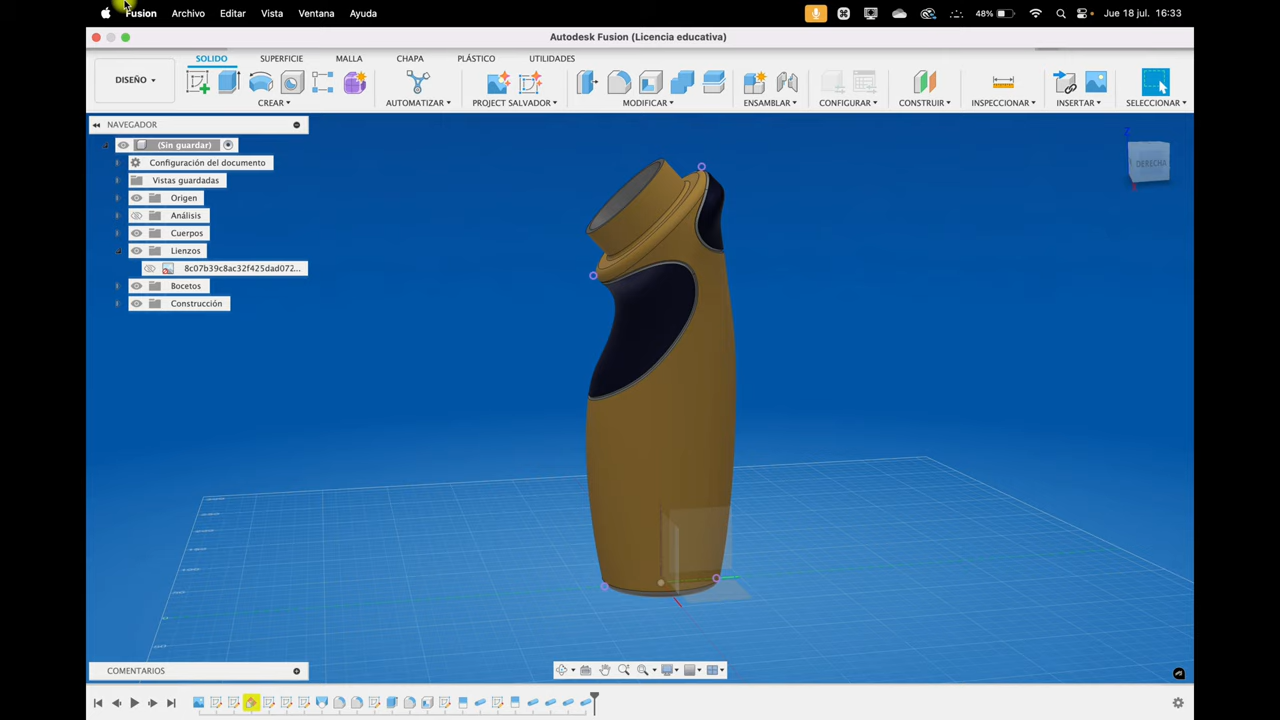 Fusion Archivo Editar Vista Ventana Ayuda 48% Jue 18 jul. 16:33
Autodesk Fusion (Licencia educativa)
SOLIDO SUPERFICIE MALLA CHAPA PLÁSTICO UTILIDADES
DISEÑO
CREAR AUTOMATIZAR PROJECT SALVADOR MODIFICAR ENSAMBLAR CONFIGURAR CONSTRUIR INSPECCIONAR INSERTAR SELECCIONAR
NAVEGADOR
(Sin guardar)
Configuración del documento
Vistas guardadas
Origen
Análisis
Cuerpos
Lienzos
8c07b39c8ac32f425dad072...
Bocetos
Construcción
Z
DERECHA
COMENTARIOS